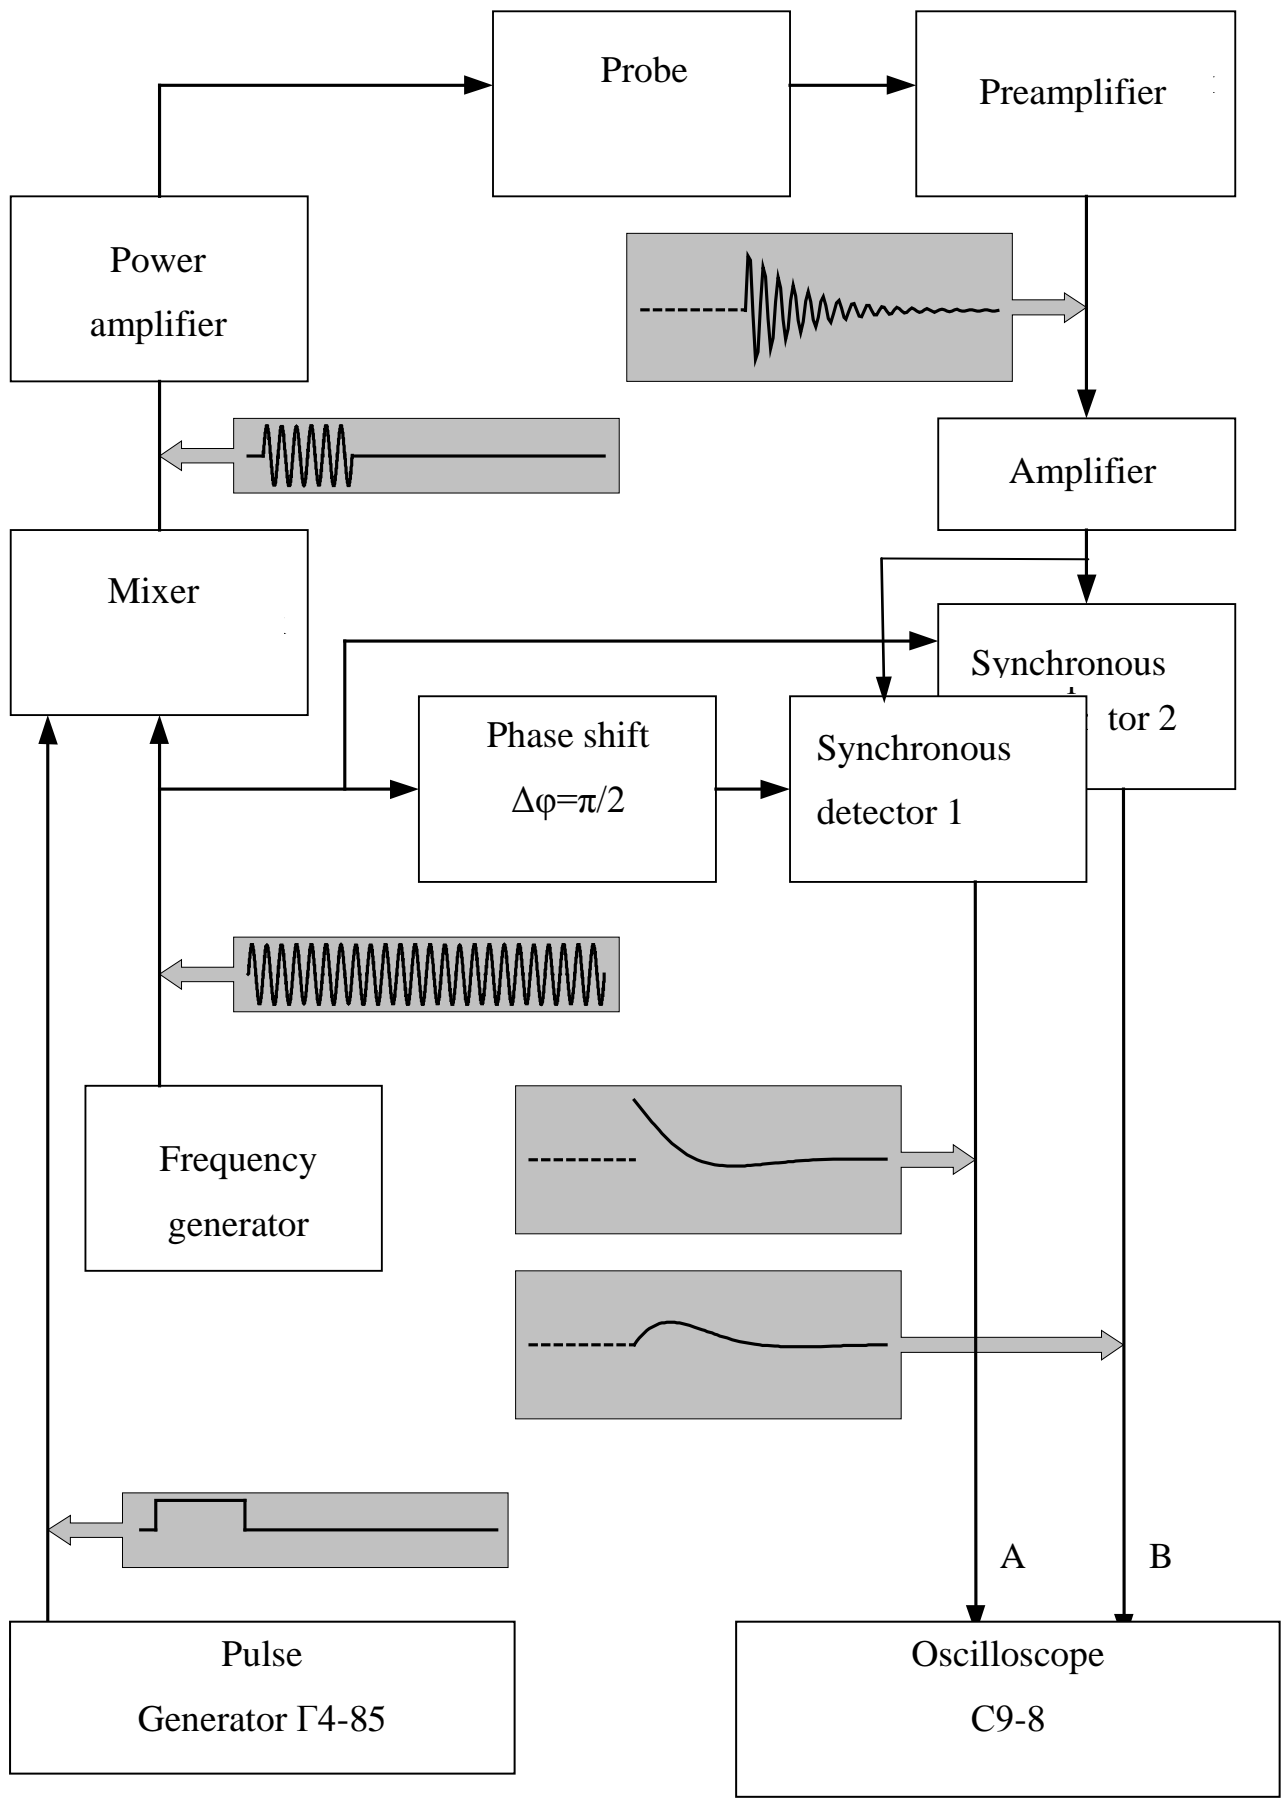 Probe
Preamplifier
Power
amplifier
Amplifier
Mixer
Synchronous
tor 2
Phase shift
Δφ=π/2
Synchronous
detector 1
Frequency
generator
A
B
Pulse
Generator Г4-85
Oscilloscope
C9-8